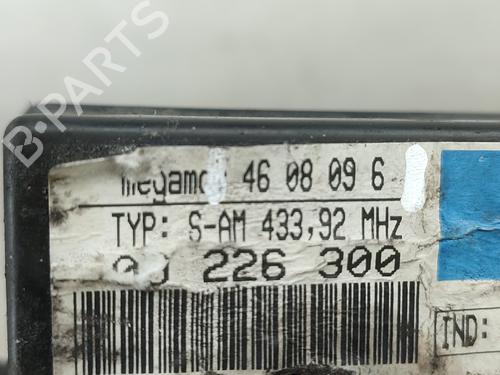 B-PARTS
46 08 09 6
TYP: S-AM 433,92 MHz
226 300
IND: